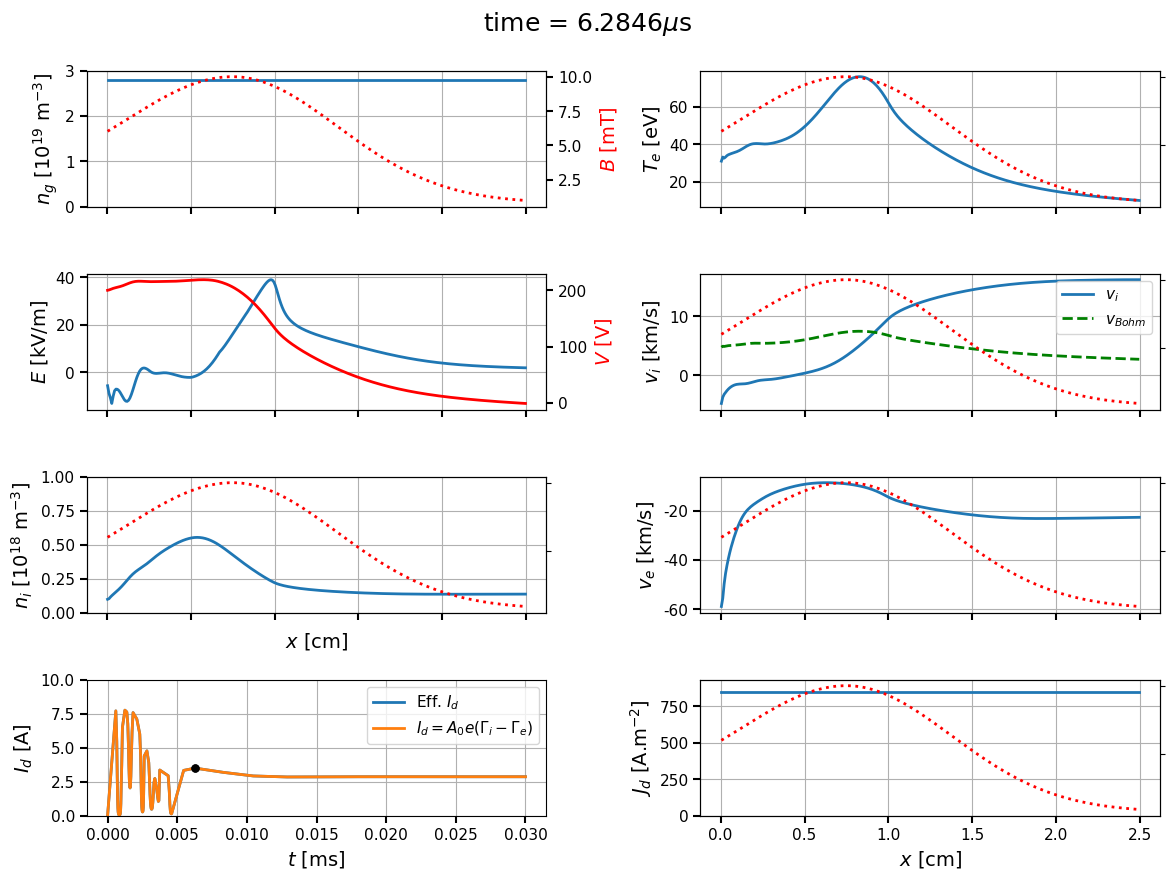 time = 6.2846μs
n_g [10^19 m^−3]
3
2
1
0
10.0
7.5
5.0
2.5
B [mT]
T_e [eV]
60
40
20
E [kV/m]
40
20
0
200
100
0
V [V]
v_i [km/s]
10
0
v_i
v_Bohm
n_i [10^18 m^−3]
1.00
0.75
0.50
0.25
0.00
x [cm]
v_e [km/s]
-20
-40
-60
I_d [A]
10.0
7.5
5.0
2.5
0.0
Eff. I_d
I_d = A_0e(Γ_i − Γ_e)
0.000 0.005 0.010 0.015 0.020 0.025 0.030
t [ms]
J_d [A.m^−2]
750
500
250
0
0.0 0.5 1.0 1.5 2.0 2.5
x [cm]